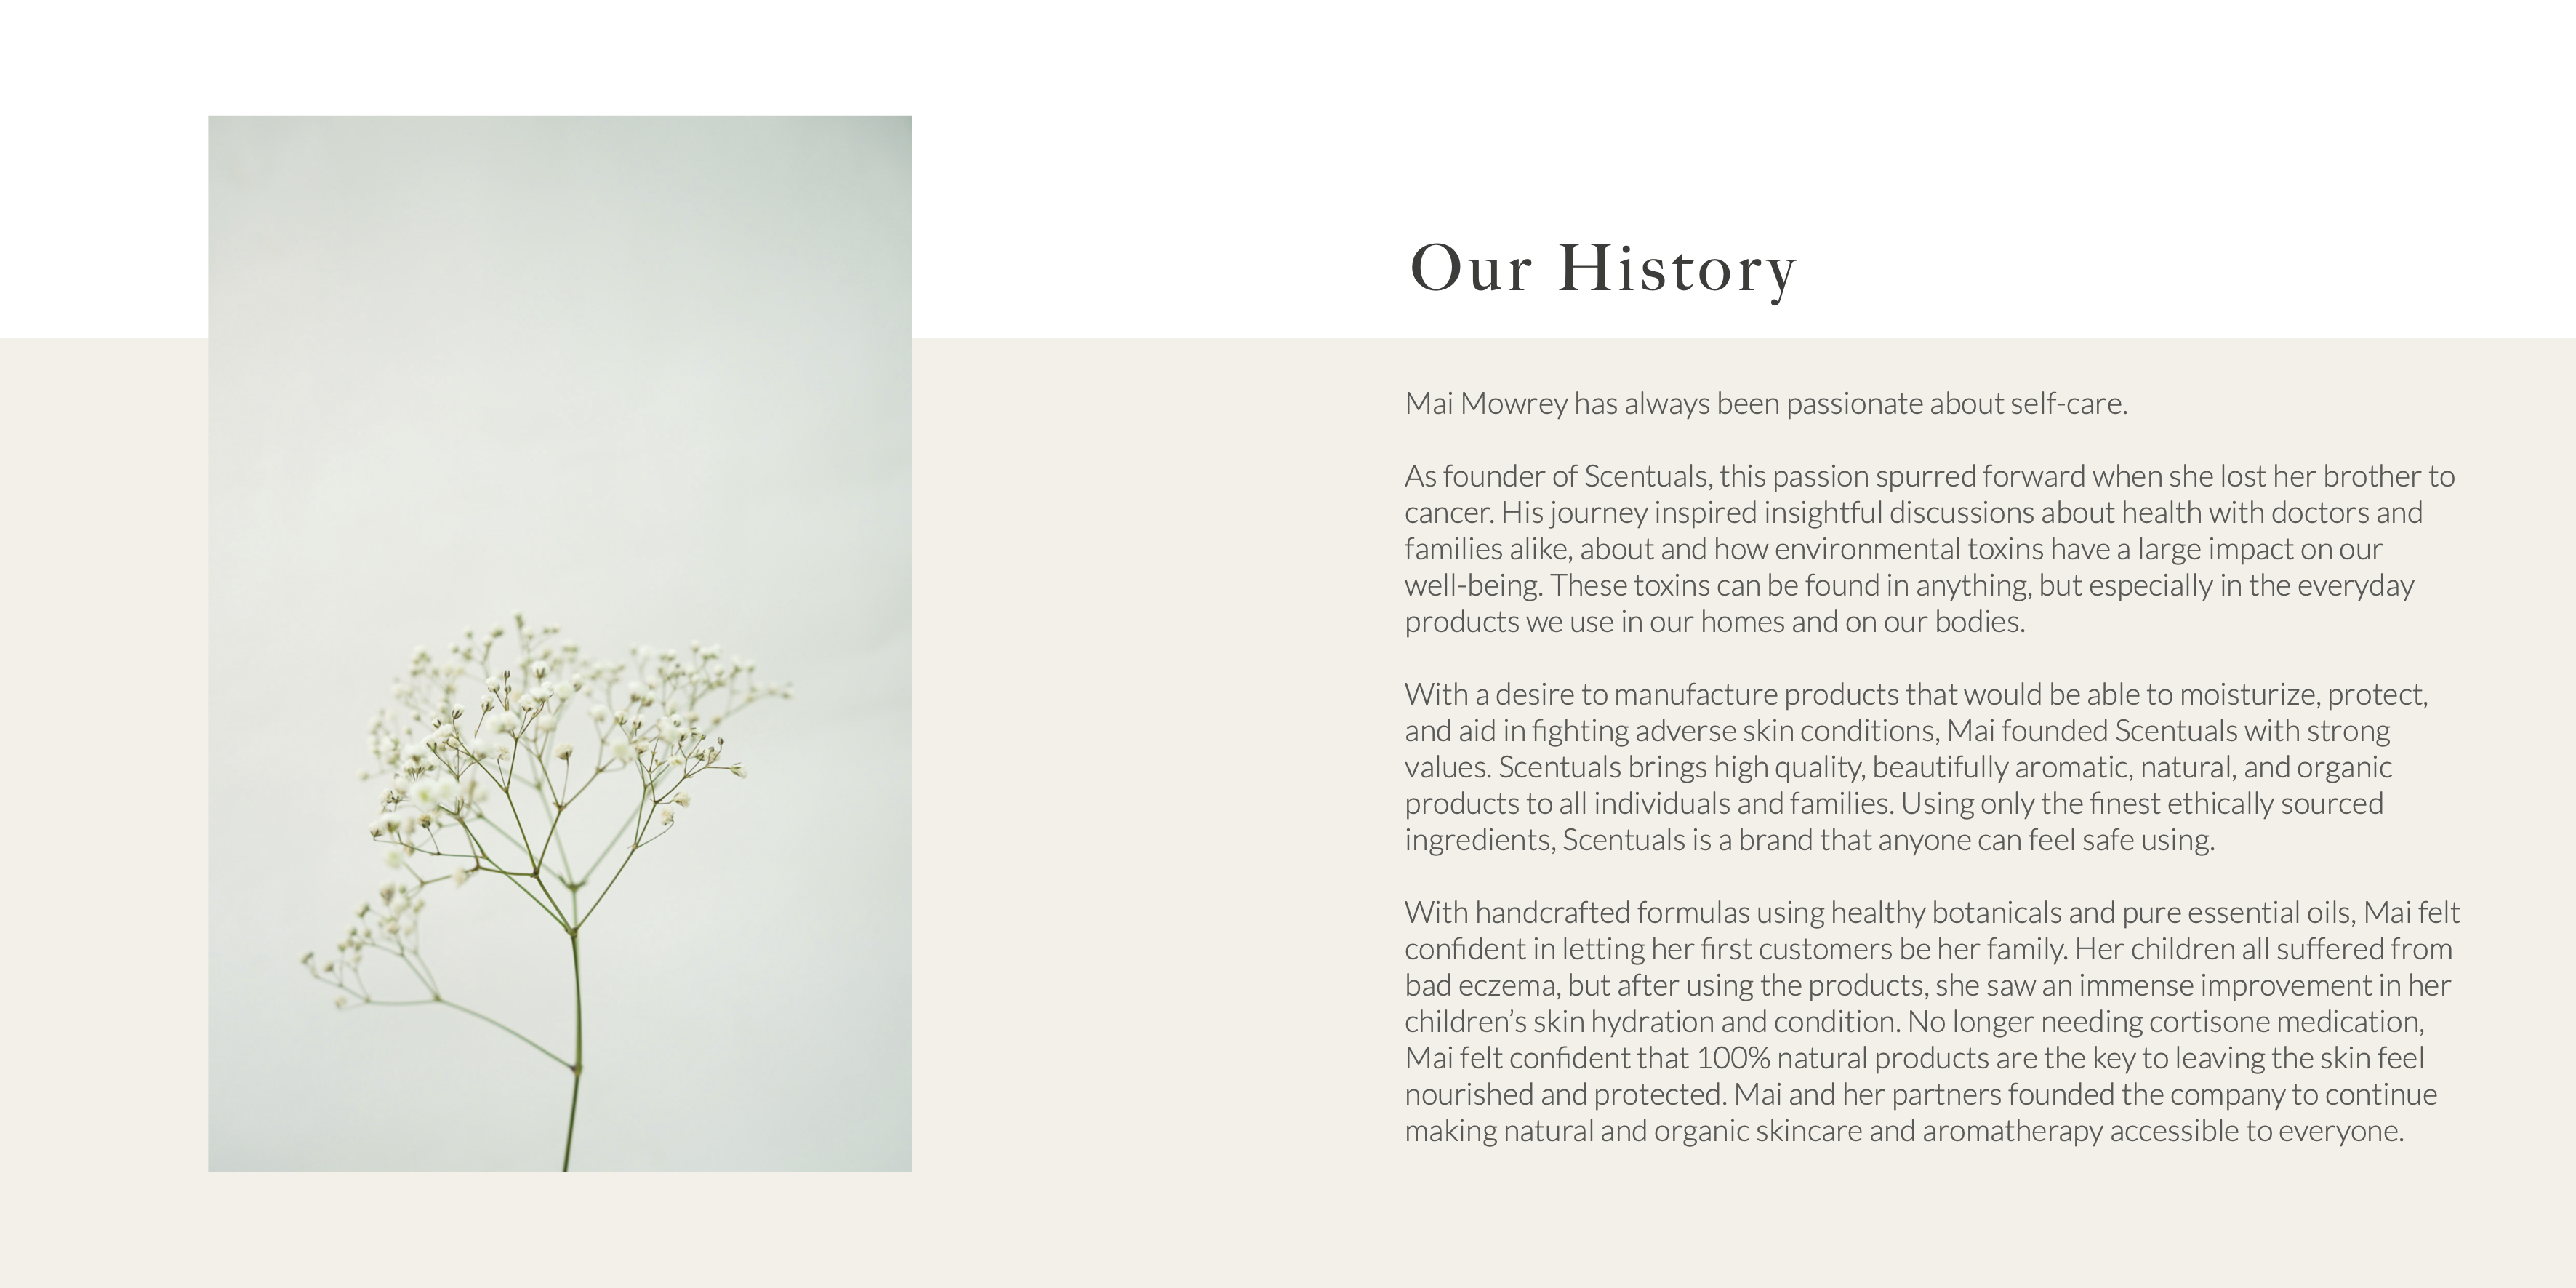 Our History
Mai Mowrey has always been passionate about self-care.
As founder of Scentuals, this passion spurred forward when she lost her brother to
cancer. His journey inspired insightful discussions about health with doctors and
families alike, about and how environmental toxins have a large impact on our
well-being. These toxins can be found in anything, but especially in the everyday
products we use in our homes and on our bodies.
With a desire to manufacture products that would be able to moisturize, protect,
and aid in fighting adverse skin conditions, Mai founded Scentuals with strong
values. Scentuals brings high quality, beautifully aromatic, natural, and organic
products to all individuals and families. Using only the finest ethically sourced
ingredients, Scentuals is a brand that anyone can feel safe using.
With handcrafted formulas using healthy botanicals and pure essential oils, Mai felt
confident in letting her first customers be her family. Her children all suffered from
bad eczema, but after using the products, she saw an immense improvement in her
children’s skin hydration and condition. No longer needing cortisone medication,
Mai felt confident that 100% natural products are the key to leaving the skin feel
nourished and protected. Mai and her partners founded the company to continue
making natural and organic skincare and aromatherapy accessible to everyone.